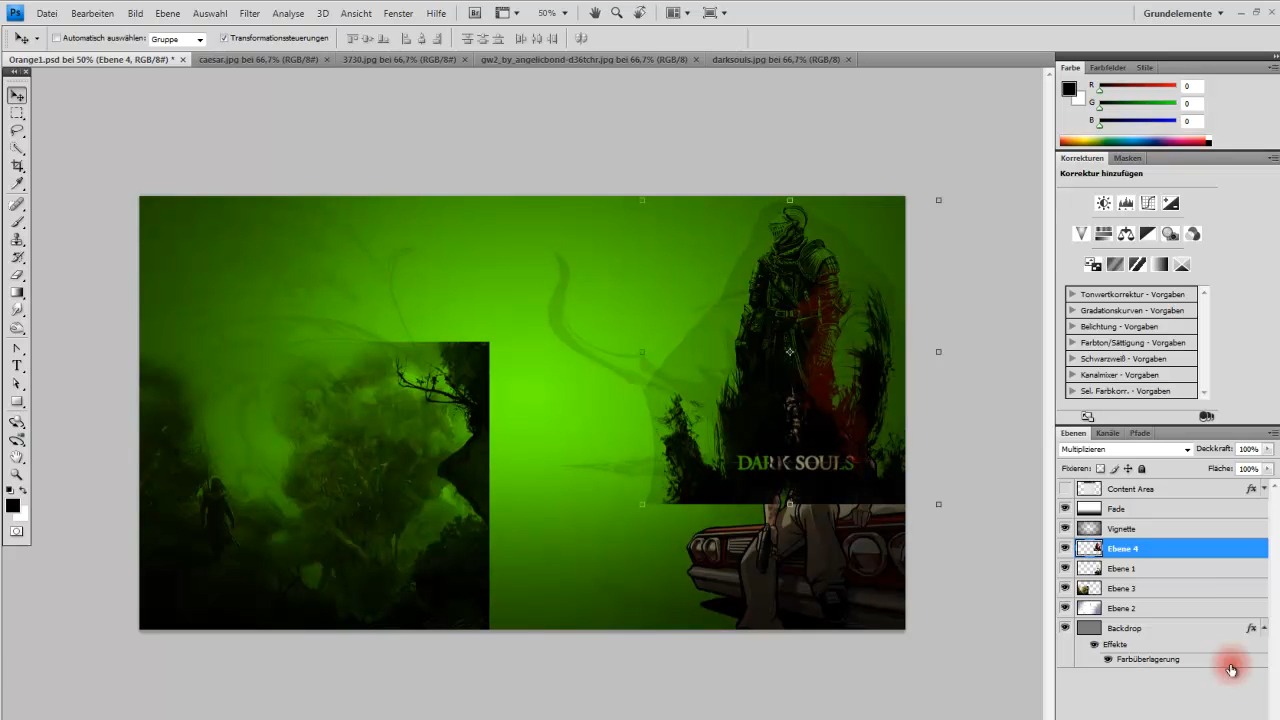 Ps Datei Bearbeiten Bild Ebene Auswahl Filter Analyse 3D Ansicht Fenster Hilfe Br 50% Grundelemente
Automatisch auswählen: Gruppe Transformationssteuerungen
Orange1.psd bei 50% (Ebene 4, RGB/8#) * caesar.jpg bei 66,7% (RGB/8#) 3730.jpg bei 66,7% (RGB/8#) gw2_by_angelicbond-d36tchr.jpg bei 66,7% (RGB/8) darksouls.jpg bei 66,7% (RGB/8)
Farbe Farbfelder Stile
R 0
G 0
B 0
Korrekturen Masken
Korrektur hinzufügen
Tonwertkorrektur - Vorgaben
Gradationskurven - Vorgaben
Belichtung - Vorgaben
Farbton/Sättigung - Vorgaben
Schwarzweiß - Vorgaben
Kanalmixer - Vorgaben
Sel. Farbkorr. - Vorgaben
Ebenen Kanäle Pfade
Multiplizieren Deckkraft: 100%
Fixieren: Fläche: 100%
Content Area fx
Fade
Vignette
Ebene 4
Ebene 1
Ebene 3
Ebene 2
Backdrop fx
Effekte
Farbüberlagerung
DARK SOULS